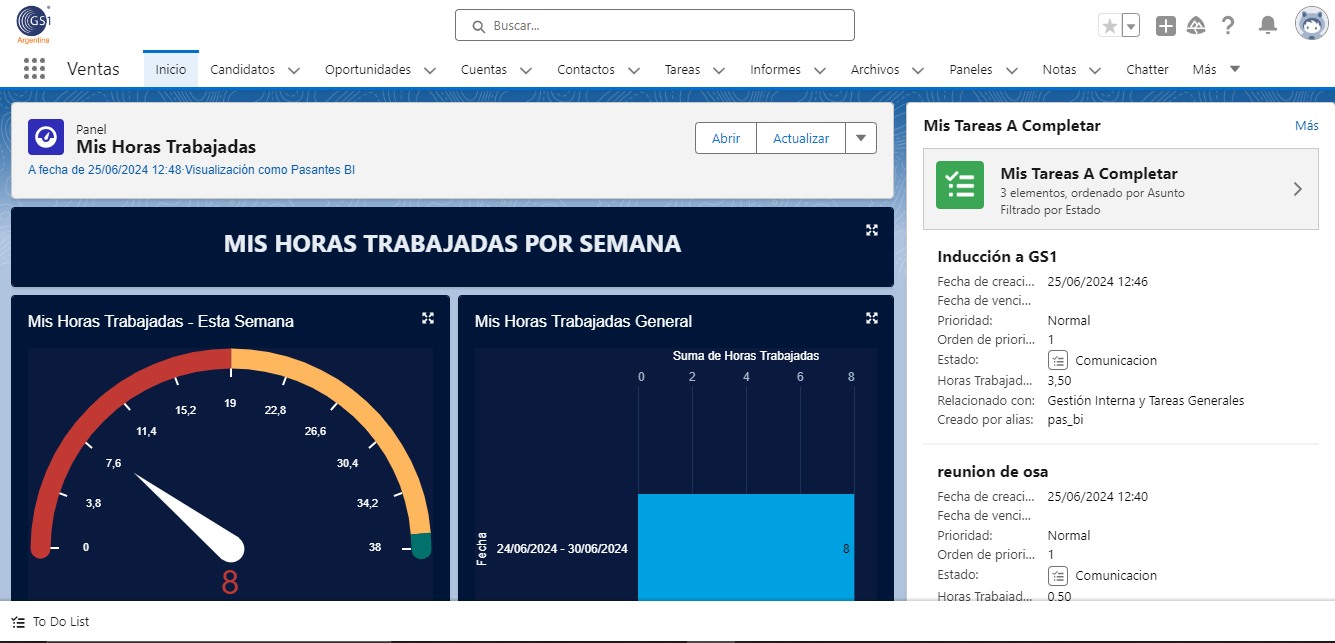 GS1
Argentina
Buscar...
Ventas
Inicio
Candidatos
Oportunidades
Cuentas
Contactos
Tareas
Informes
Archivos
Paneles
Notas
Chatter
Más
Panel
Mis Horas Trabajadas
A fecha de 25/06/2024 12:48·Visualización como Pasantes BI
Abrir
Actualizar
MIS HORAS TRABAJADAS POR SEMANA
Mis Horas Trabajadas - Esta Semana
0
3,8
7,6
11,4
15,2
19
22,8
26,6
30,4
34,2
38
8
Mis Horas Trabajadas General
Suma de Horas Trabajadas
0 2 4 6 8
Fecha
24/06/2024 - 30/06/2024
8
Mis Tareas A Completar
Más
Mis Tareas A Completar
3 elementos, ordenado por Asunto
Filtrado por Estado
Inducción a GS1
Fecha de creaci... 25/06/2024 12:46
Fecha de venci...
Prioridad: Normal
Orden de priori... 1
Estado: Comunicacion
Horas Trabajad... 3,50
Relacionado con: Gestión Interna y Tareas Generales
Creado por alias: pas_bi
reunion de osa
Fecha de creaci... 25/06/2024 12:40
Fecha de venci...
Prioridad: Normal
Orden de priori... 1
Estado: Comunicacion
Horas Trabajad... 0,50
To Do List